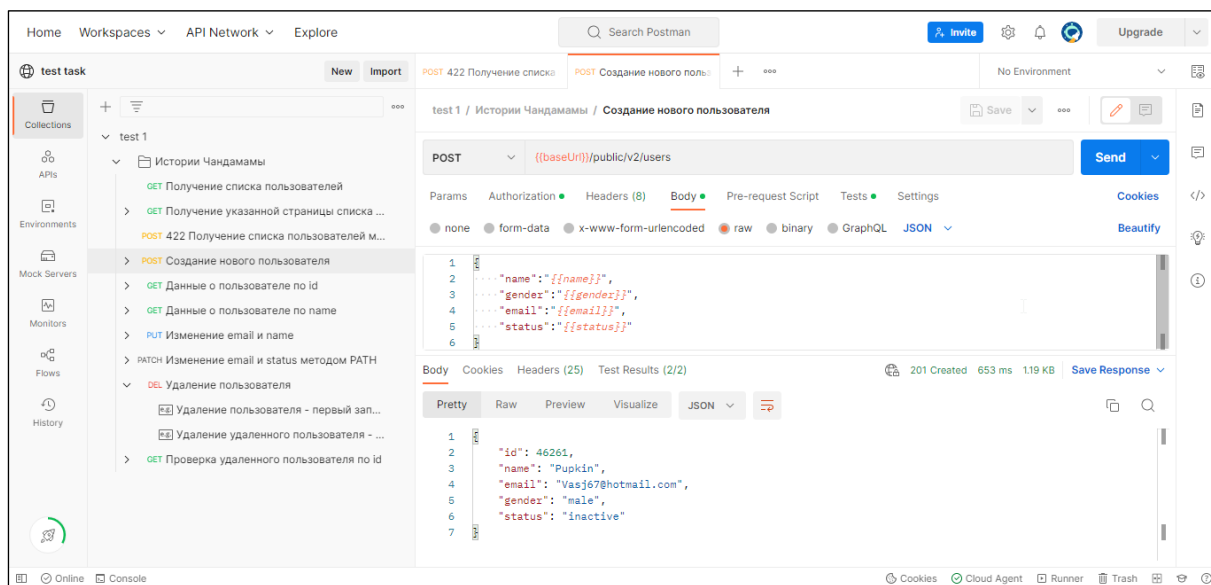 Home Workspaces API Network Explore Search Postman Invite Upgrade
test task New Import POST 422 Получение списка POST Создание нового польз No Environment
Collections
APIs
Environments
Mock Servers
Monitors
Flows
History
test 1
Истории Чандамамы
GET Получение списка пользователей
GET Получение указанной страницы списка ...
POST 422 Получение списка пользователей м...
POST Создание нового пользователя
GET Данные о пользователе по id
GET Данные о пользователе по name
PUT Изменение email и name
PATCH Изменение email и status методом PATH
DEL Удаление пользователя
e.g. Удаление пользователя - первый зап...
e.g. Удаление удаленного пользователя - ...
GET Проверка удаленного пользователя по id
test 1 / Истории Чандамамы / Создание нового пользователя Save
POST {{baseUrl}}/public/v2/users Send
Params Authorization Headers (8) Body Pre-request Script Tests Settings Cookies
none form-data x-www-form-urlencoded raw binary GraphQL JSON Beautify
1 {
2 "name":"{{name}}",
3 "gender":"{{gender}}",
4 "email":"{{email}}",
5 "status":"{{status}}"
6 }
Body Cookies Headers (25) Test Results (2/2) 201 Created 653 ms 1.19 KB Save Response
Pretty Raw Preview Visualize JSON
1 {
2 "id": 46261,
3 "name": "Pupkin",
4 "email": "Vasj67@hotmail.com",
5 "gender": "male",
6 "status": "inactive"
7 }
Online Console Cookies Cloud Agent Runner Trash